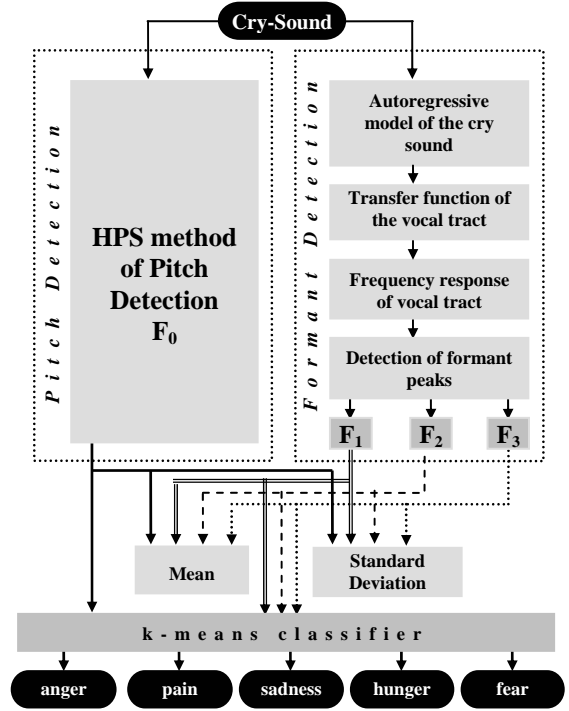 Cry-Sound
Pitch Detection
HPS method
of Pitch
Detection
F₀
Formant Detection
Autoregressive
model of the cry
sound
Transfer function of
the vocal tract
Frequency response
of vocal tract
Detection of formant
peaks
F₁
F₂
F₃
Mean
Standard
Deviation
k-means classifier
anger
pain
sadness
hunger
fear